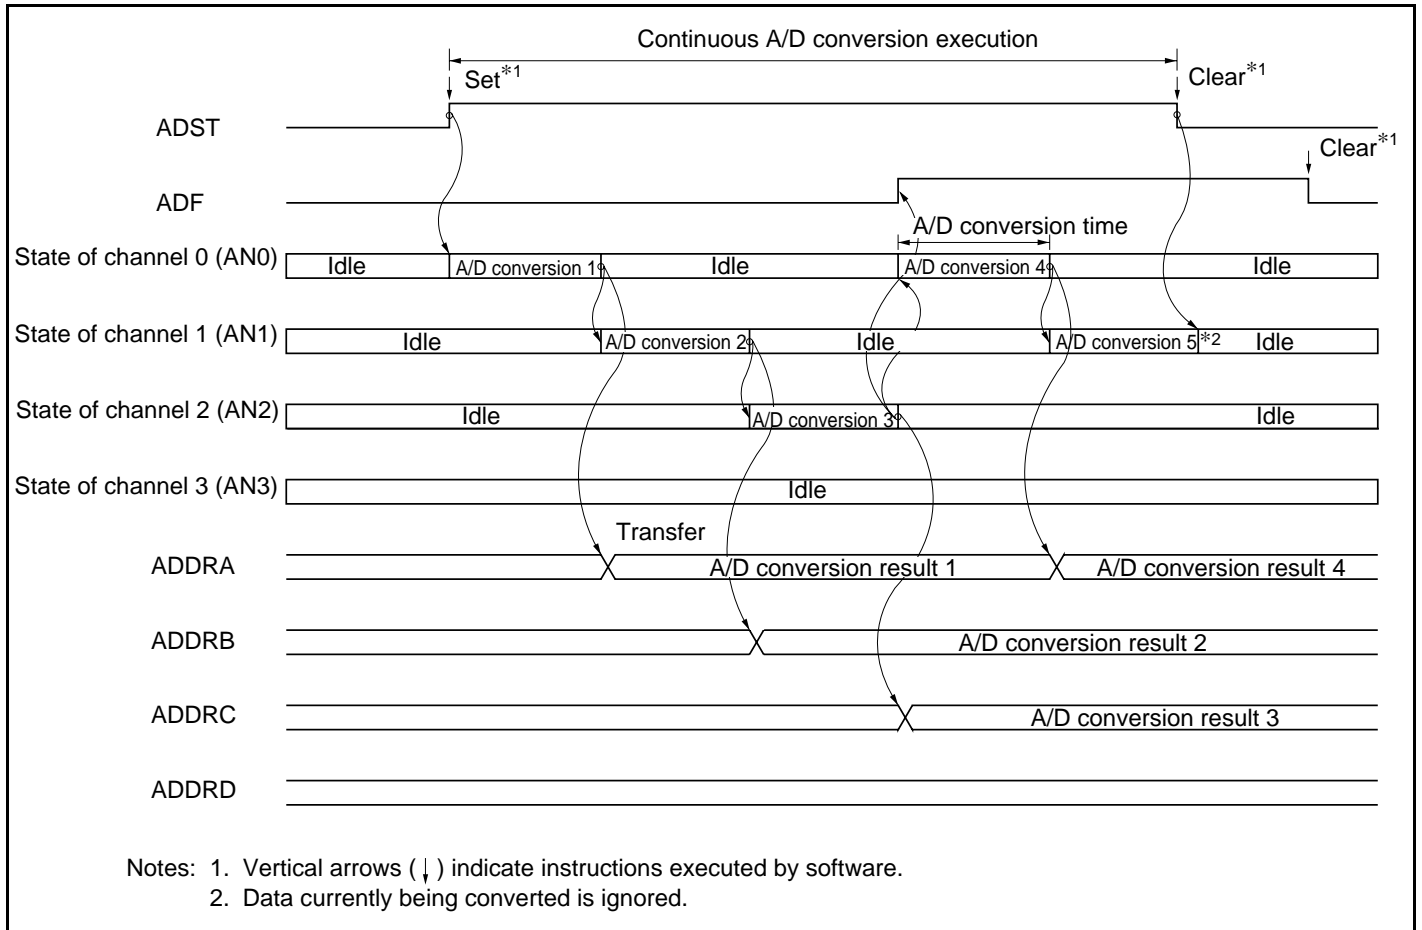 Continuous A/D conversion execution
Set*1
Clear*1
ADST
Clear*1
ADF
A/D conversion time
State of channel 0 (AN0)
Idle
A/D conversion 1
Idle
A/D conversion 4
Idle
State of channel 1 (AN1)
Idle
A/D conversion 2
Idle
A/D conversion 5
*2
Idle
State of channel 2 (AN2)
Idle
A/D conversion 3
Idle
State of channel 3 (AN3)
Idle
Transfer
ADDRA
A/D conversion result 1
A/D conversion result 4
ADDRB
A/D conversion result 2
ADDRC
A/D conversion result 3
ADDRD
Notes: 1. Vertical arrows (↓) indicate instructions executed by software.
2. Data currently being converted is ignored.